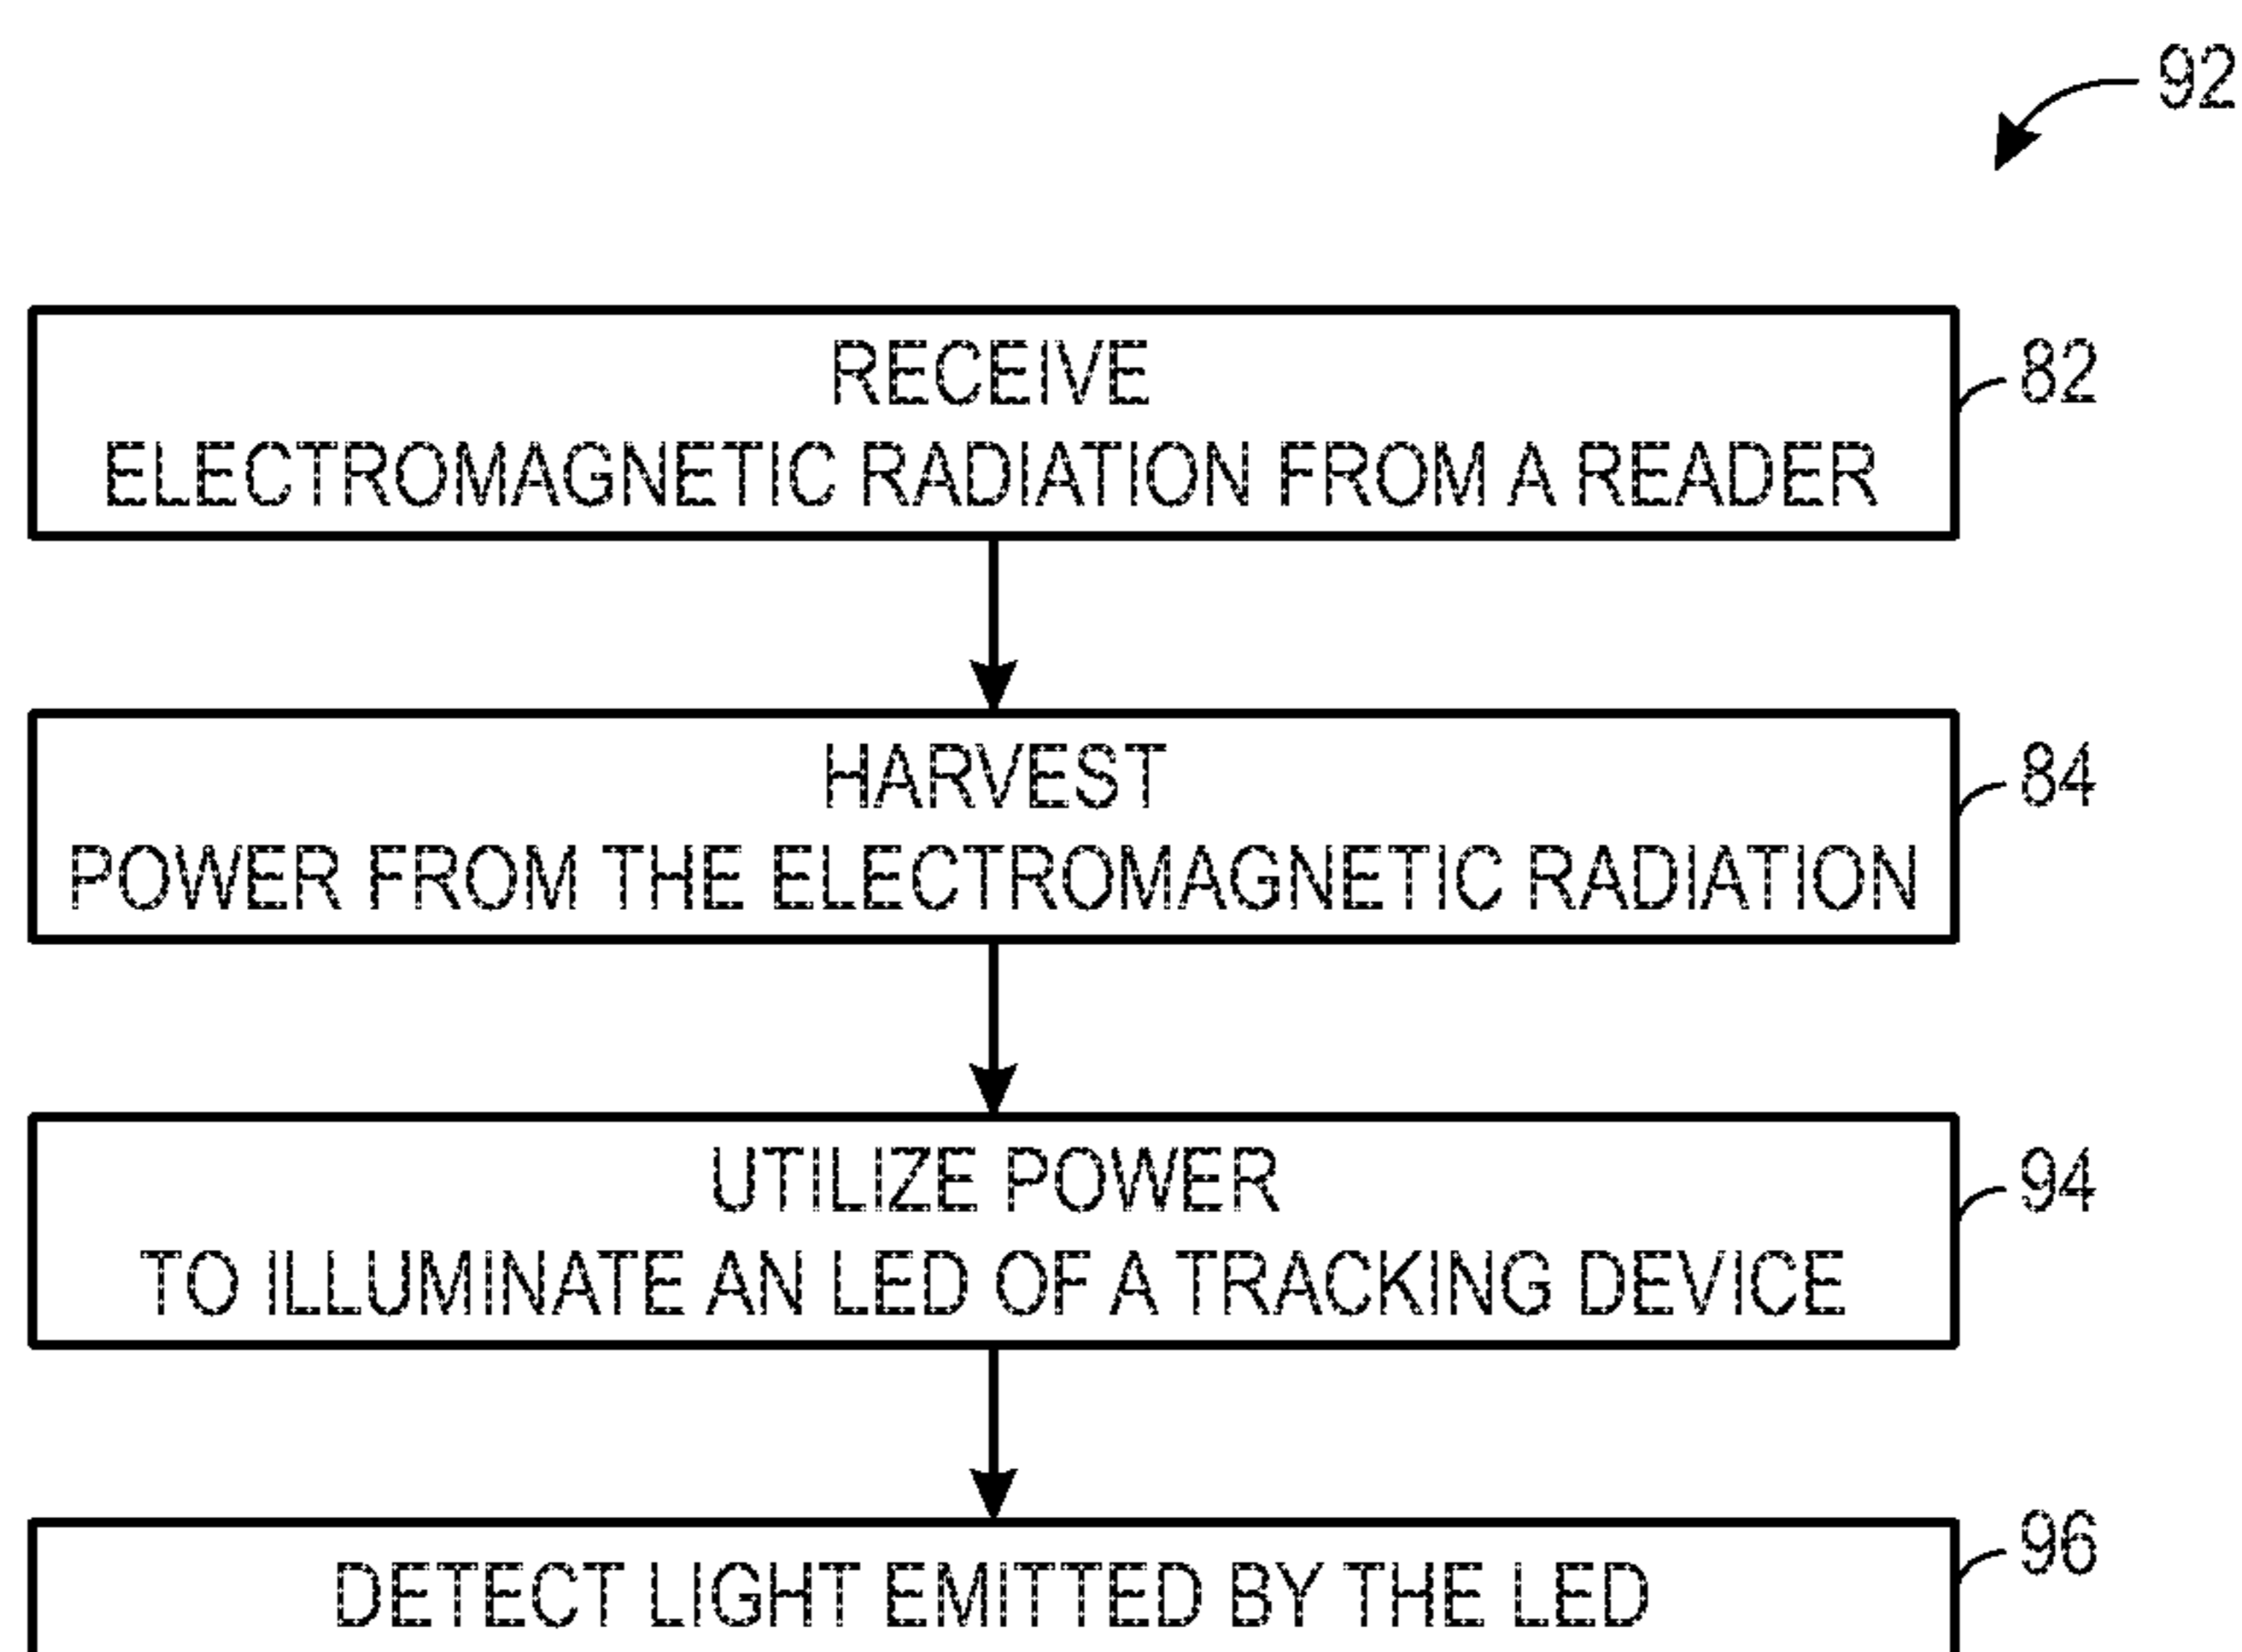 92
RECEIVE
ELECTROMAGNETIC RADIATION FROM A READER
82
HARVEST
POWER FROM THE ELECTROMAGNETIC RADIATION
84
UTILIZE POWER
TO ILLUMINATE AN LED OF A TRACKING DEVICE
94
DETECT LIGHT EMITTED BY THE LED
96